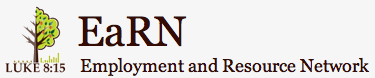 EaRN
LUKE 8:15
Employment and Resource Network